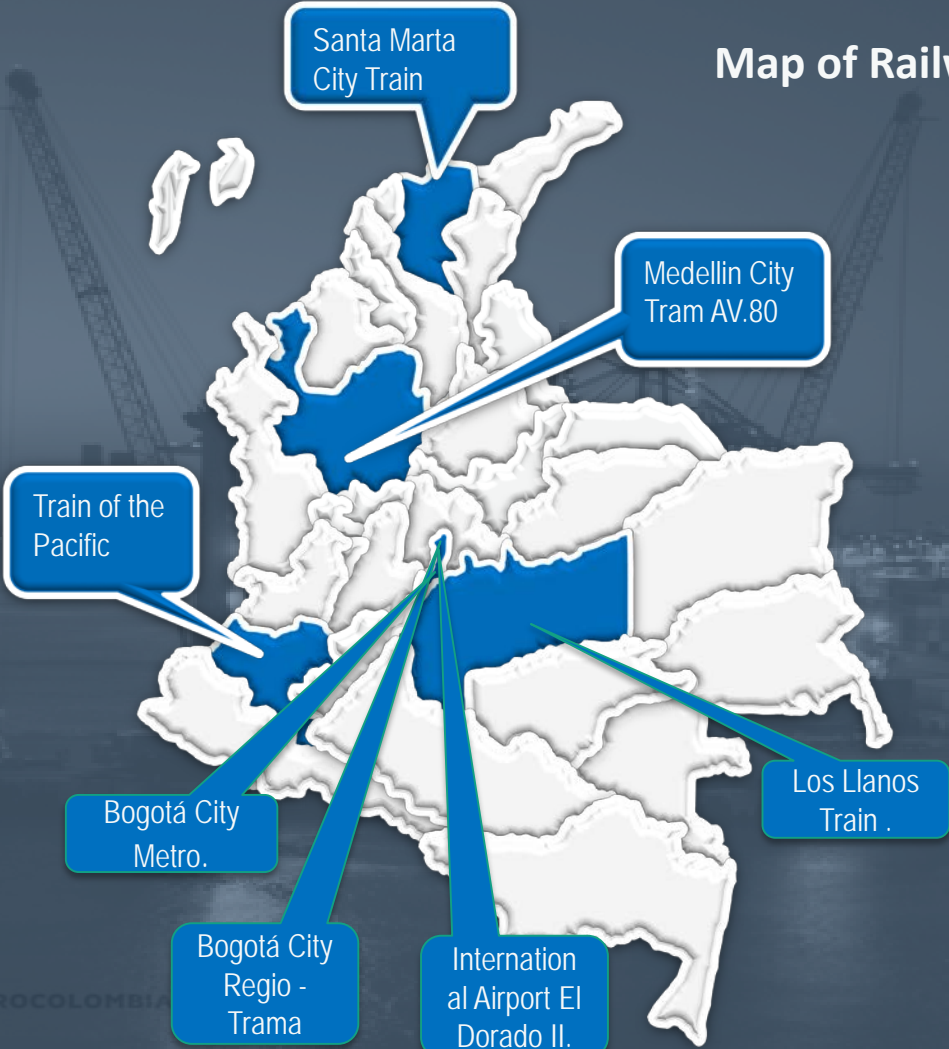 Santa Marta
City Train
Map of Railw
Medellin City
Tram AV.80
Train of the
Pacific
Los Llanos
Train .
Bogotá City
Metro.
Bogotá City
Regio -
Trama
Internation
al Airport El
Dorado II.
ROCOLOMBIA